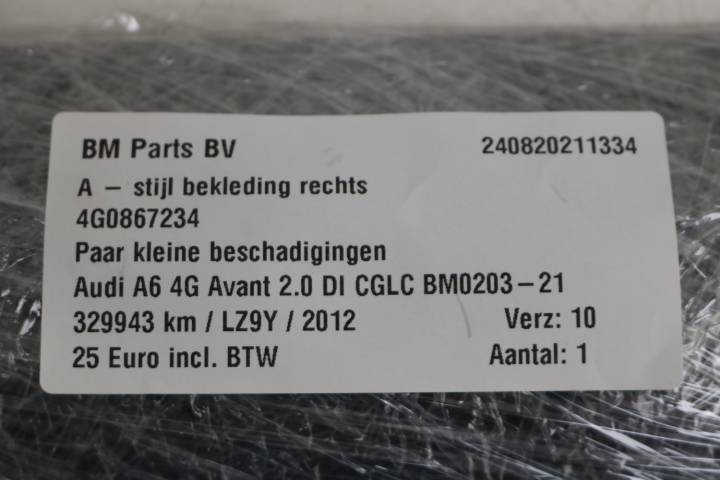 BM Parts BV 240820211334
A - stijl bekleding rechts
4G0867234
Paar kleine beschadigingen
Audi A6 4G Avant 2.0 DI CGLC BM0203-21
329943 km / LZ9Y / 2012 Verz: 10
25 Euro incl. BTW Aantal: 1